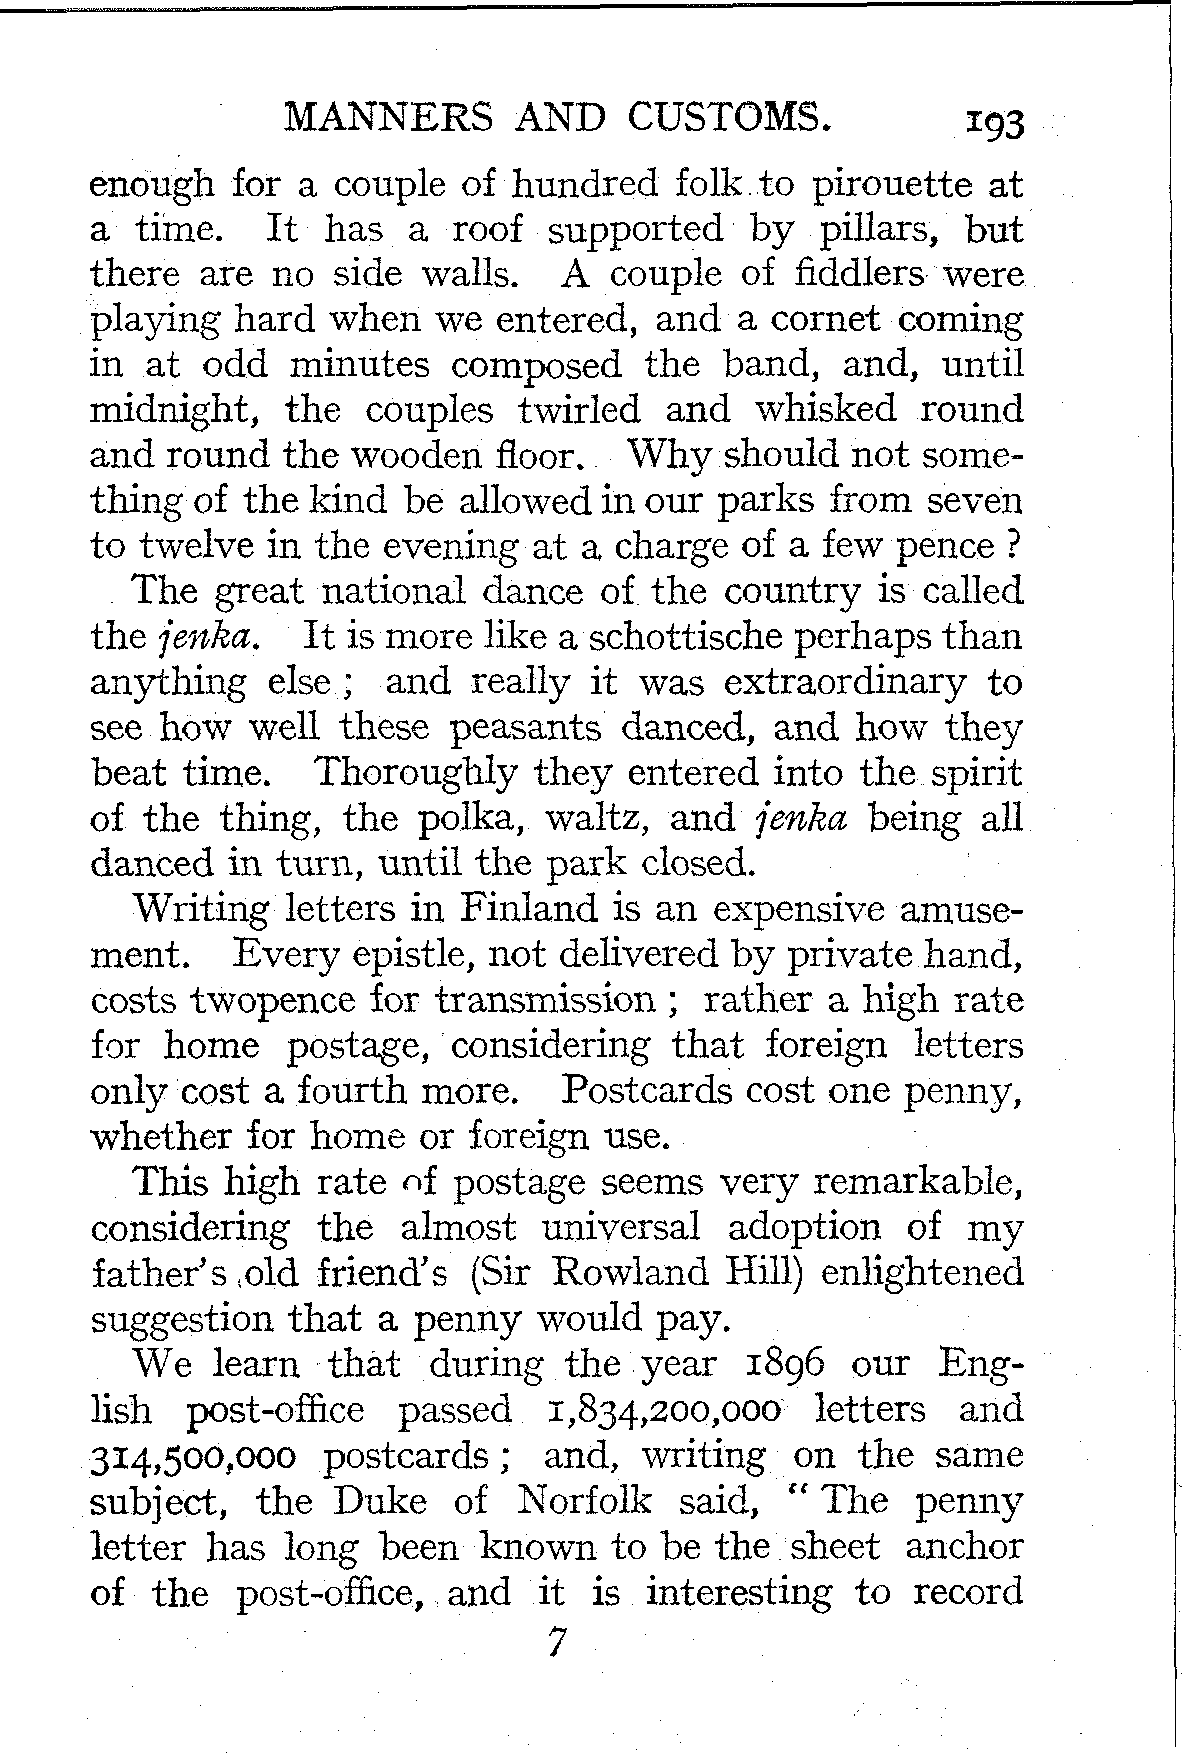 MANNERS AND CUSTOMS. 193
enough for a couple of hundred folk to pirouette at
a time. It has a roof supported by pillars, but
there are no side walls. A couple of fiddlers were
playing hard when we entered, and a cornet coming
in at odd minutes composed the band, and, until
midnight, the couples twirled and whisked round
and round the wooden floor. Why should not some-
thing of the kind be allowed in our parks from seven
to twelve in the evening at a charge of a few pence ?
The great national dance of the country is called
the jenka. It is more like a schottische perhaps than
anything else ; and really it was extraordinary to
see how well these peasants danced, and how they
beat time. Thoroughly they entered into the spirit
of the thing, the polka, waltz, and jenka being all
danced in turn, until the park closed.
Writing letters in Finland is an expensive amuse-
ment. Every epistle, not delivered by private hand,
costs twopence for transmission ; rather a high rate
for home postage, considering that foreign letters
only cost a fourth more. Postcards cost one penny,
whether for home or foreign use.
This high rate of postage seems very remarkable,
considering the almost universal adoption of my
father's old friend's (Sir Rowland Hill) enlightened
suggestion that a penny would pay.
We learn that during the year 1896 our Eng-
lish post-office passed 1,834,200,000 letters and
314,500,000 postcards ; and, writing on the same
subject, the Duke of Norfolk said, “ The penny
letter has long been known to be the sheet anchor
of the post-office, and it is interesting to record
7